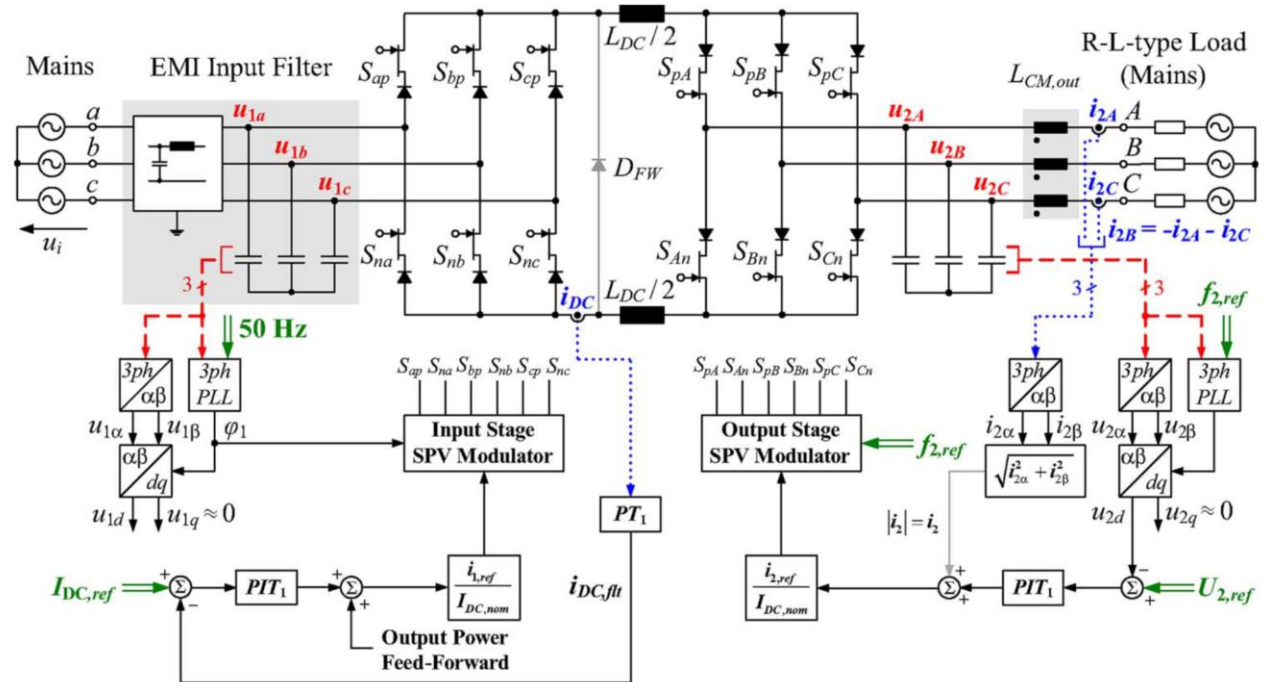 Mains
EMI Input Filter
L_DC / 2
R-L-type Load
(Mains)
L_CM,out
S_ap S_bp S_cp
S_pA S_pB S_pC
a
b
c
u_i
u_1a
u_1b
u_1c
D_FW
u_2A
u_2B
u_2C
i_2A
i_2C
A
B
C
i_2B = -i_2A - i_2C
S_na S_nb S_nc
S_An S_Bn S_Cn
L_DC / 2
i_DC
3
3
3
50 Hz
f_2,ref
3ph
αβ
3ph
PLL
S_ap S_na S_bp S_nb S_cp S_nc
S_pA S_An S_pB S_Bn S_pC S_Cn
3ph
αβ
3ph
αβ
3ph
PLL
u_1α u_1β φ_1
Input Stage
SPV Modulator
Output Stage
SPV Modulator
f_2,ref
i_2α i_2β
u_2α u_2β
αβ
dq
√i²_2α + i²_2β
αβ
dq
u_1d u_1q ≈ 0
PT_1
|i_2| = i_2
u_2d u_2q ≈ 0
I_DC,ref
+
Σ
−
PIT_1
+
Σ
+
i_1,ref
I_DC,nom
i_DC,flt
i_2,ref
I_DC,nom
+
Σ
+
PIT_1
−
Σ
+
U_2,ref
Output Power
Feed-Forward